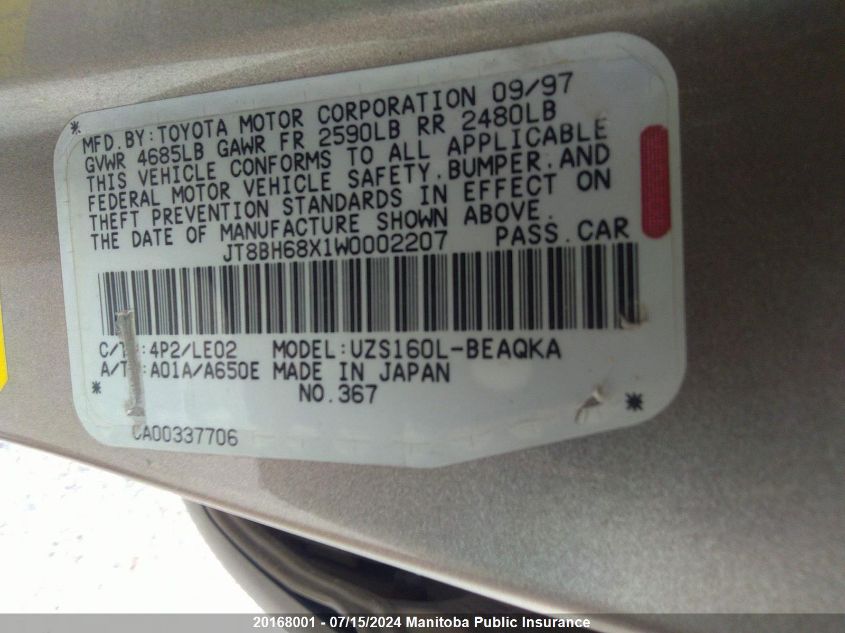 MFD.BY:TOYOTA MOTOR CORPORATION 09/97
GVWR 4685LB GAWR FR 2590LB RR 2480LB
THIS VEHICLE CONFORMS TO ALL APPLICABLE
FEDERAL MOTOR VEHICLE SAFETY,BUMPER,AND
THEFT PREVENTION STANDARDS IN EFFECT ON
THE DATE OF MANUFACTURE SHOWN ABOVE.
JT8BH68X1W0002207 PASS.CAR
C/T:4P2/LE02 MODEL:UZS160L-BEAQKA
A/T:A01A/A650E MADE IN JAPAN
NO.367
CA00337706
20168001 / 07/15/2024 Manitoba Public Insurance